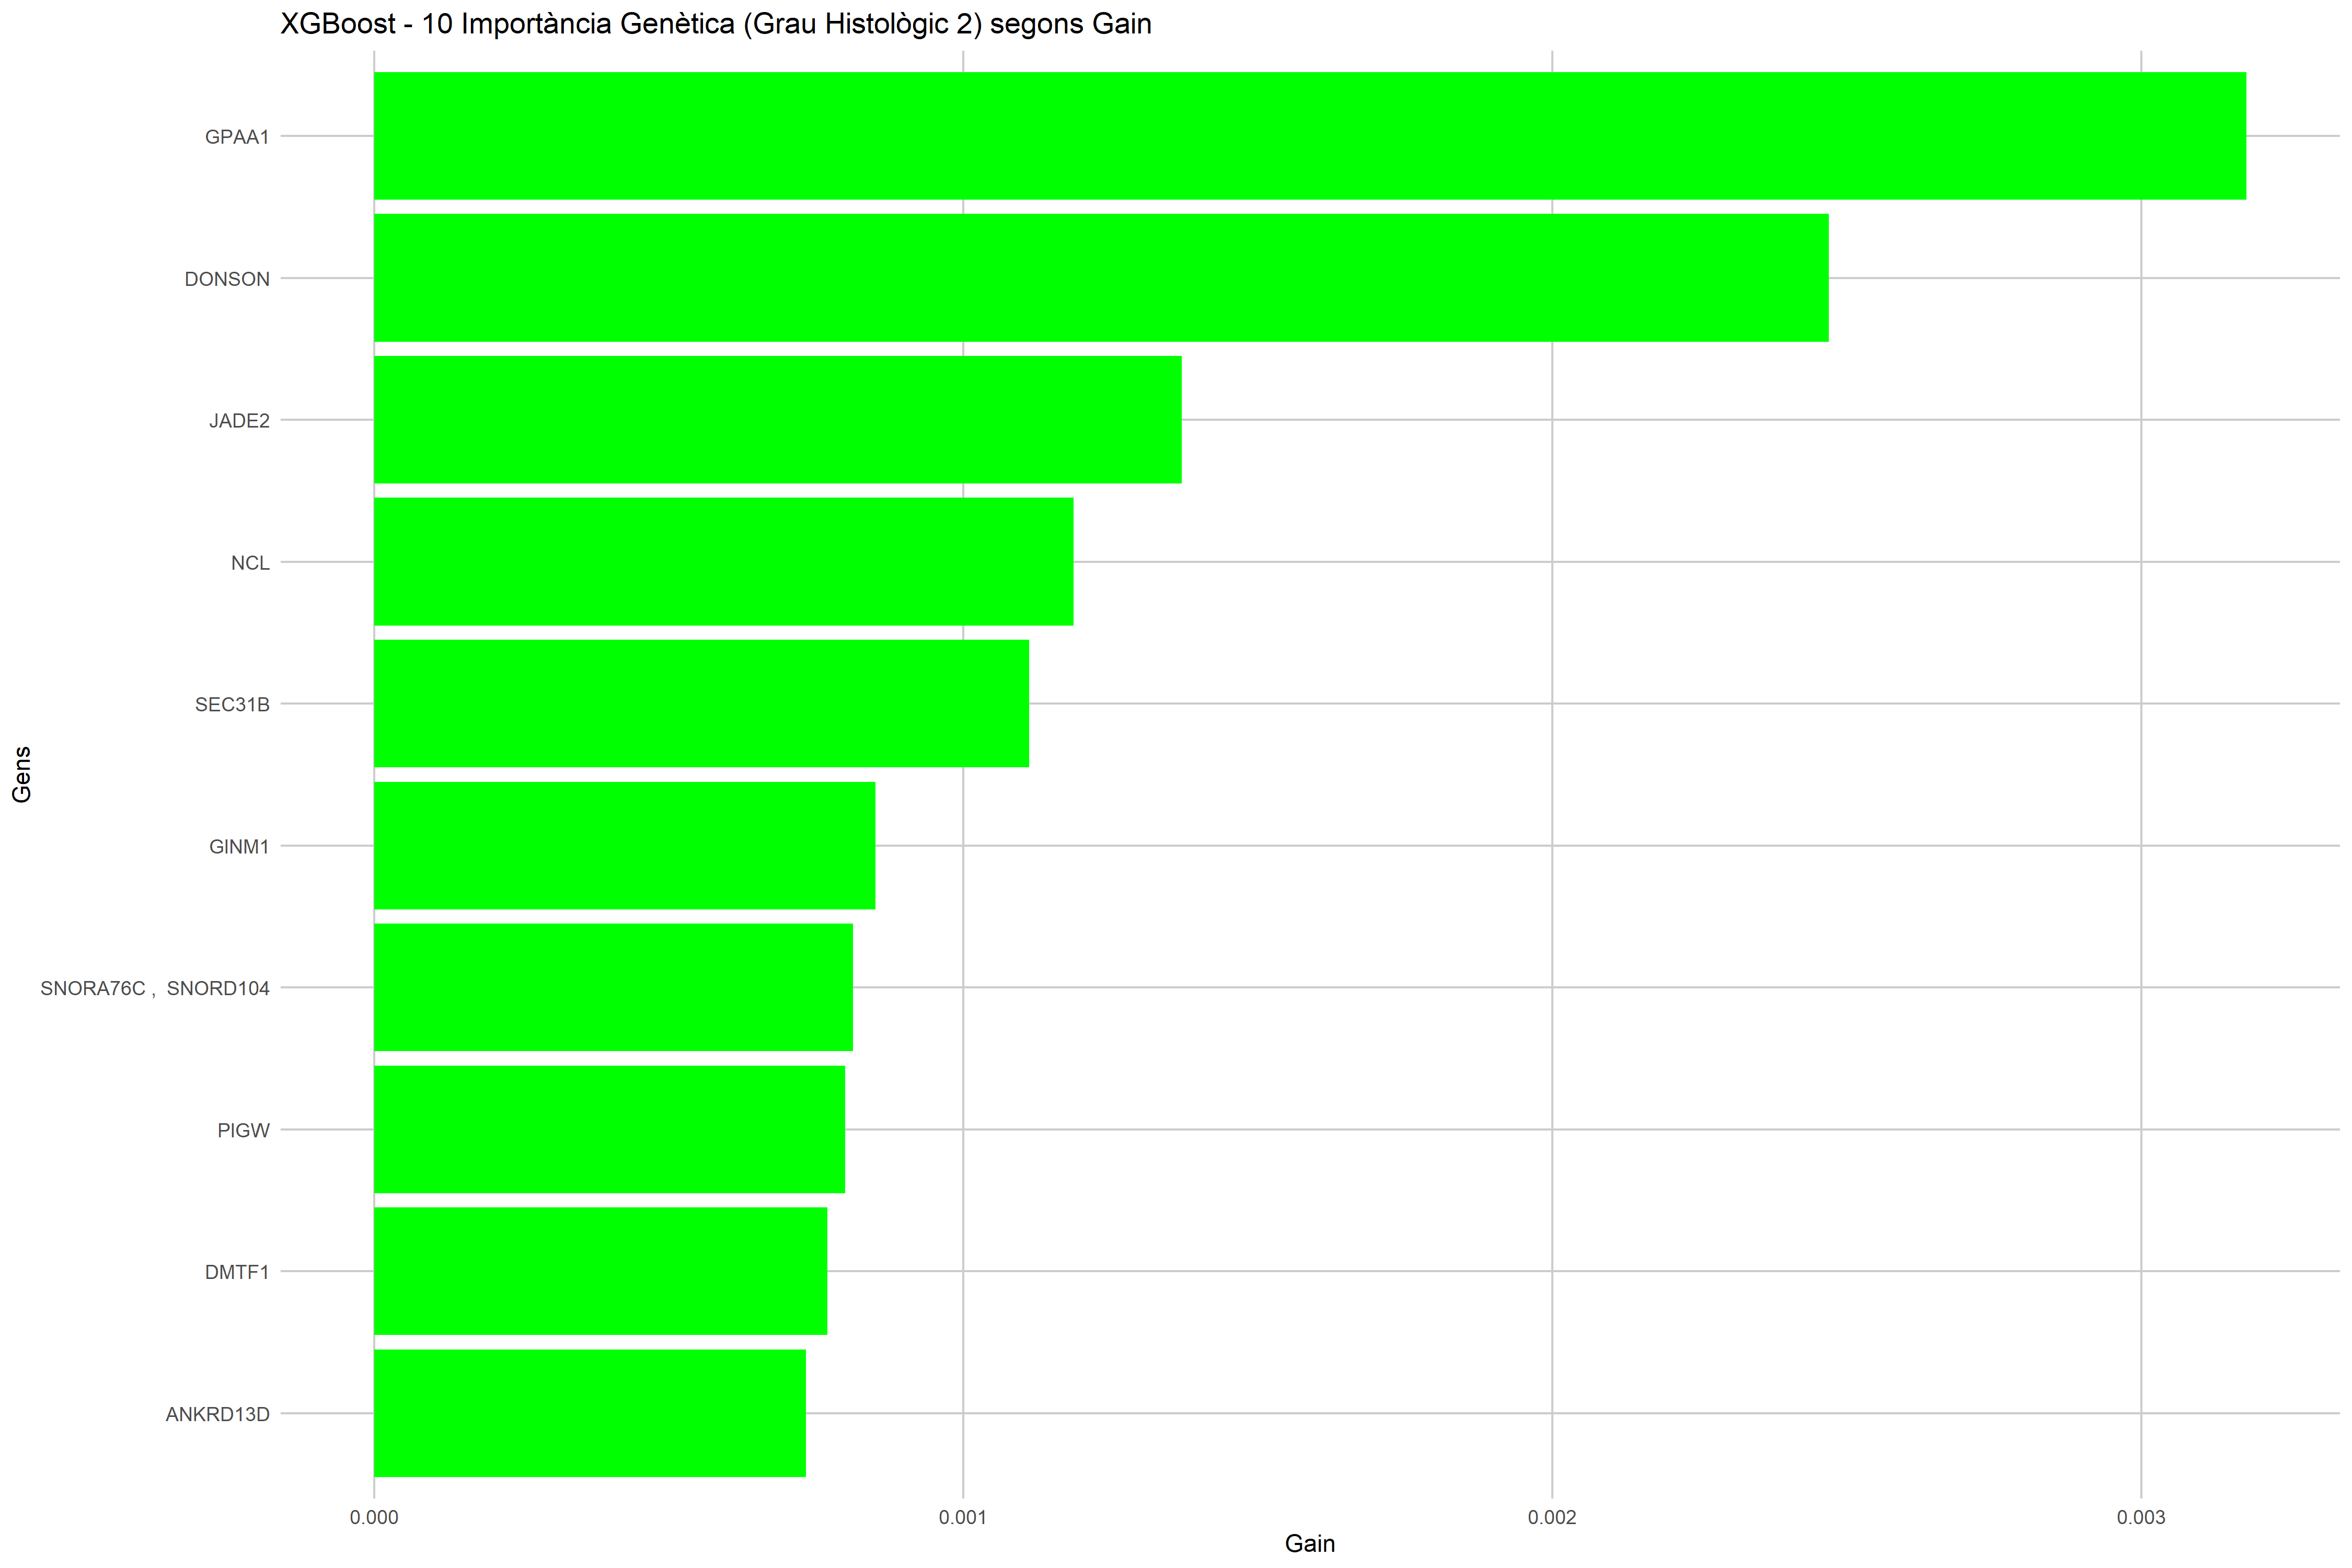 XGBoost - 10 Importància Genètica (Grau Histològic 2) segons Gain
Gens
GPAA1
DONSON
JADE2
NCL
SEC31B
GINM1
SNORA76C ,  SNORD104
PIGW
DMTF1
ANKRD13D
0.000 0.001 0.002 0.003
Gain